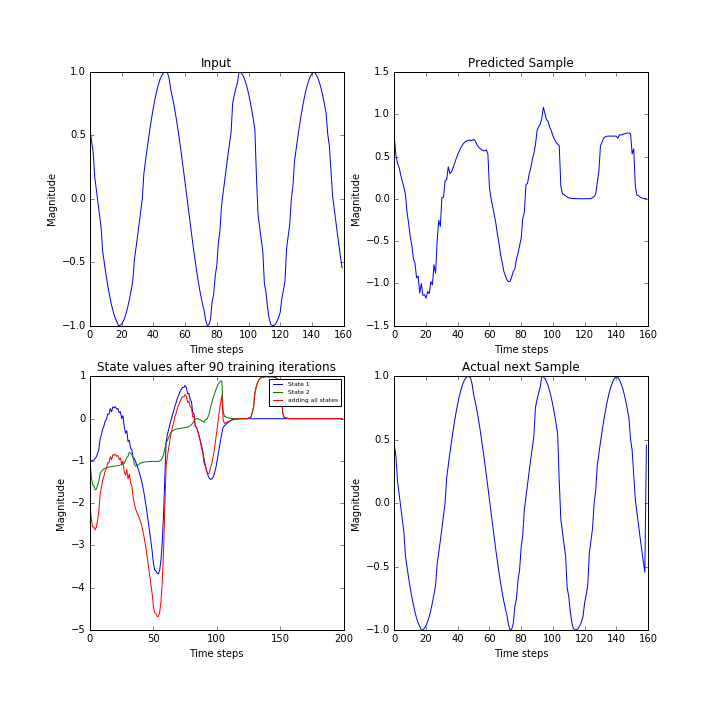 Input
Magnitude
1.0
0.5
0.0
−0.5
−1.0
0 20 40 60 80 100 120 140 160
Time steps
Predicted Sample
Magnitude
1.5
1.0
0.5
0.0
−0.5
−1.0
−1.5
0 20 40 60 80 100 120 140 160
Time steps
State values after 90 training iterations
Magnitude
1
0
−1
−2
−3
−4
−5
State 1
State 2
adding all states
0 50 100 150 200
Time steps
Actual next Sample
Magnitude
1.0
0.5
0.0
−0.5
−1.0
0 20 40 60 80 100 120 140 160
Time steps